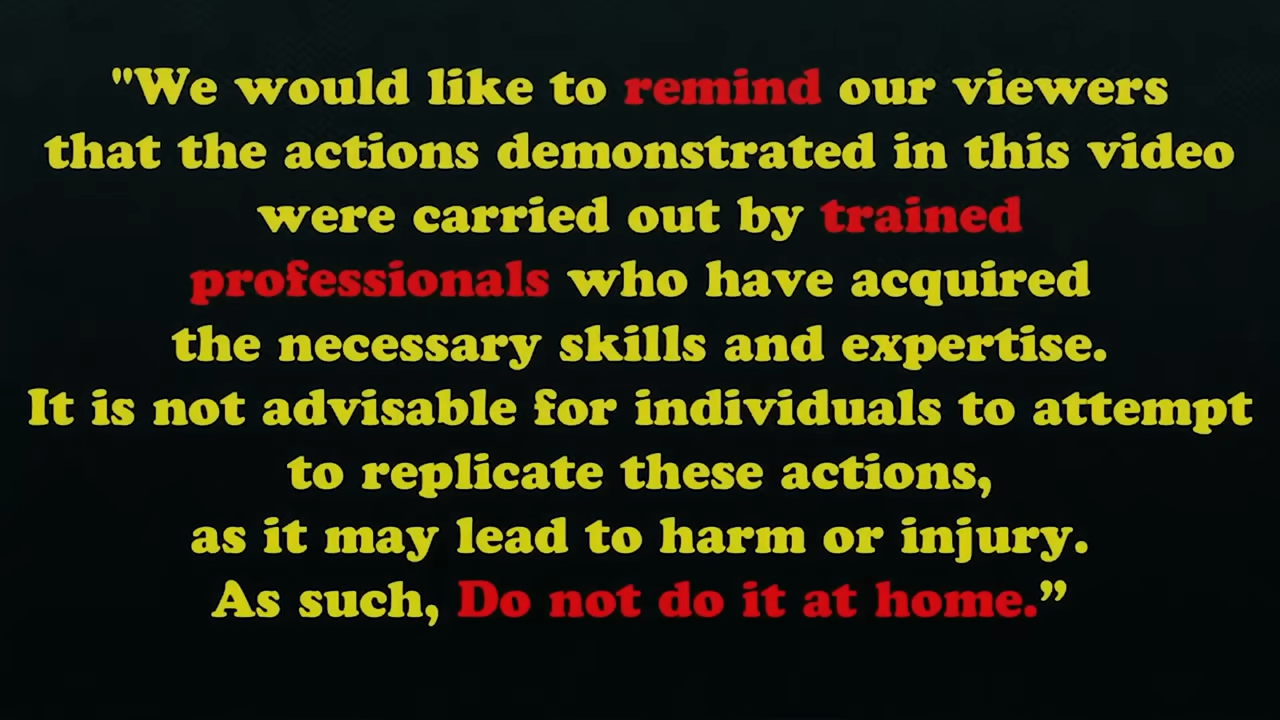 "We would like to remind our viewers
that the actions demonstrated in this video
were carried out by trained
professionals who have acquired
the necessary skills and expertise.
It is not advisable for individuals to attempt
to replicate these actions,
as it may lead to harm or injury.
As such, Do not do it at home.”